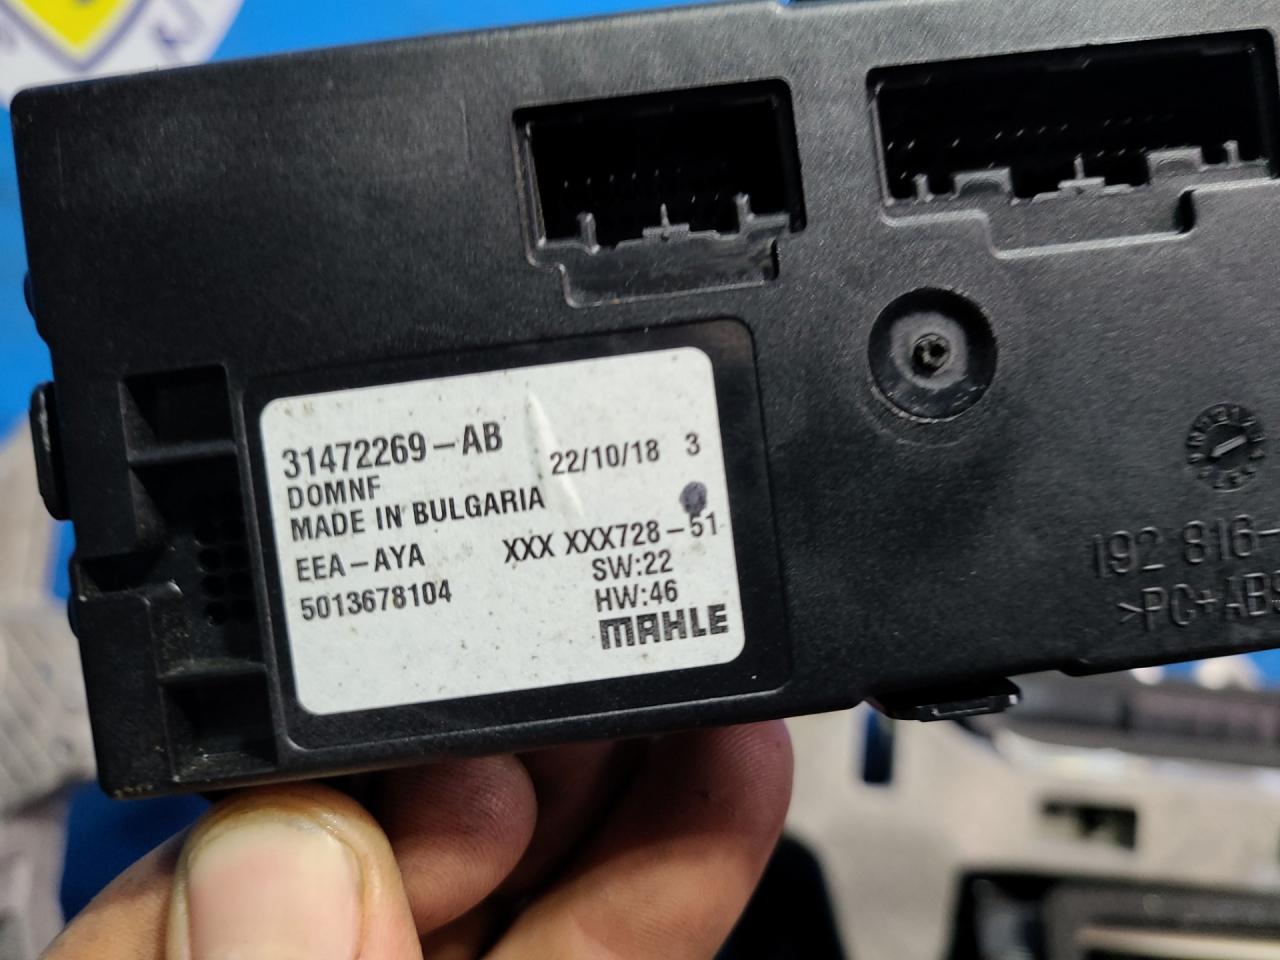 31472269-AB
22/10/18 3
DOMNF
MADE IN BULGARIA
EEA-AYA
XXX XXX728-51
5013678104
SW:22
HW:46
MAHLE
192 816-
>PC+ABS